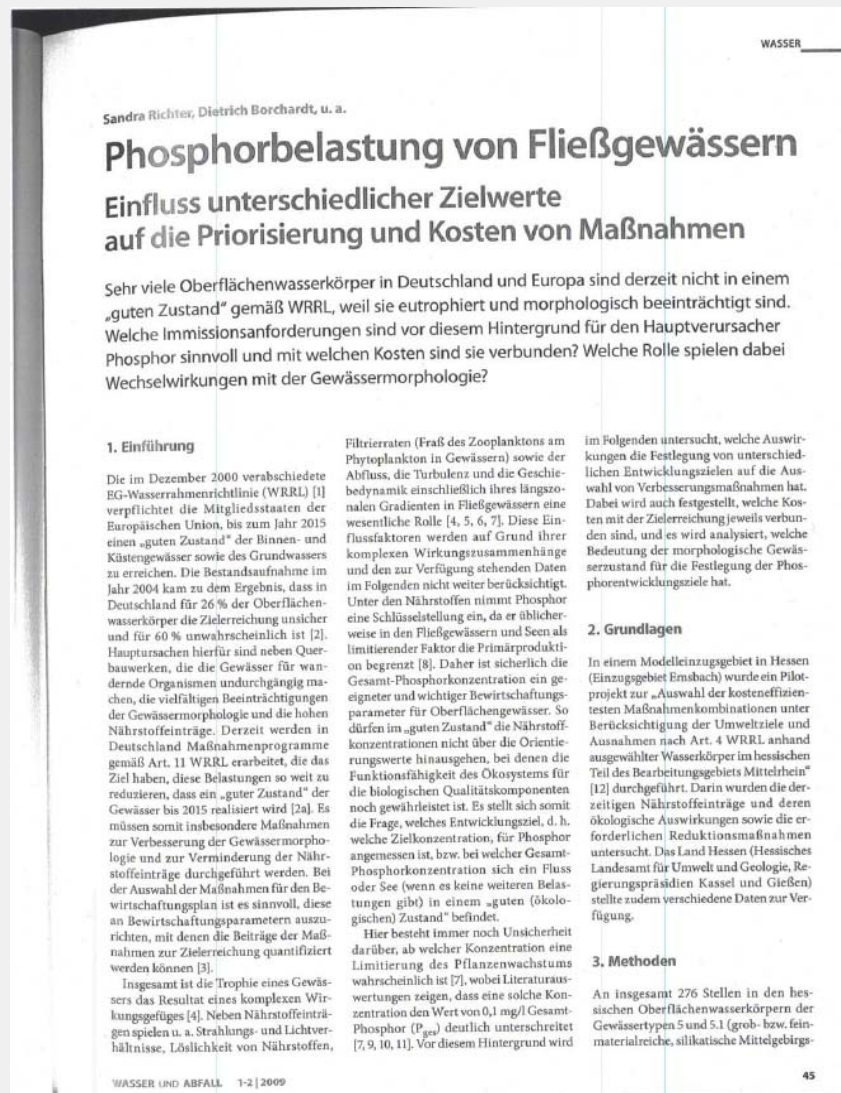 WASSER
Sandra Richter, Dietrich Borchardt, u. a.
Phosphorbelastung von Fließgewässern
Einfluss unterschiedlicher Zielwerte
auf die Priorisierung und Kosten von Maßnahmen
Sehr viele Oberflächenwasserkörper in Deutschland und Europa sind derzeit nicht in einem
„guten Zustand" gemäß WRRL, weil sie eutrophiert und morphologisch beeinträchtigt sind.
Welche Immissionsanforderungen sind vor diesem Hintergrund für den Hauptverursacher
Phosphor sinnvoll und mit welchen Kosten sind sie verbunden? Welche Rolle spielen dabei
Wechselwirkungen mit der Gewässermorphologie?
1. Einführung
Die im Dezember 2000 verabschiedete
EG-Wasserrahmenrichtlinie (WRRL) [1]
verpflichtet die Mitgliedsstaaten der
Europäischen Union, bis zum Jahr 2015
einen „guten Zustand" der Binnen- und
Küstengewässer sowie des Grundwassers
zu erreichen. Die Bestandsaufnahme im
Jahr 2004 kam zu dem Ergebnis, dass in
Deutschland für 26 % der Oberflächen-
wasserkörper die Zielerreichung unsicher
und für 60 % unwahrscheinlich ist [2].
Hauptursachen hierfür sind neben Quer-
bauwerken, die die Gewässer für wan-
dernde Organismen undurchgängig ma-
chen, die vielfältigen Beeinträchtigungen
der Gewässermorphologie und die hohen
Nährstoffeinträge. Derzeit werden in
Deutschland Maßnahmenprogramme
gemäß Art. 11 WRRL erarbeitet, die das
Ziel haben, diese Belastungen so weit zu
reduzieren, dass ein „guter Zustand" der
Gewässer bis 2015 realisiert wird [2a]. Es
müssen somit insbesondere Maßnahmen
zur Verbesserung der Gewässermorpho-
logie und zur Verminderung der Nähr-
stoffeinträge durchgeführt werden. Bei
der Auswahl der Maßnahmen für den Be-
wirtschaftungsplan ist es sinnvoll, diese
an Bewirtschaftungsparametern auszu-
richten, mit denen die Beiträge der Maß-
nahmen zur Zielerreichung quantifiziert
werden können [3].
Insgesamt ist die Trophie eines Gewäs-
sers das Resultat eines komplexen Wir-
kungsgefüges [4]. Neben Nährstoffeinträ-
gen spielen u. a. Strahlungs- und Lichtver-
hältnisse, Löslichkeit von Nährstoffen,
Filtrierraten (Fraß des Zooplanktons am
Phytoplankton in Gewässern) sowie der
Abfluss, die Turbulenz und die Geschie-
bedynamik einschließlich ihres längszo-
nalen Gradienten in Fließgewässern eine
wesentliche Rolle [4, 5, 6, 7]. Diese Ein-
flussfaktoren werden auf Grund ihrer
komplexen Wirkungszusammenhänge
und den zur Verfügung stehenden Daten
im Folgenden nicht weiter berücksichtigt.
Unter den Nährstoffen nimmt Phosphor
eine Schlüsselstellung ein, da er üblicher-
weise in den Fließgewässern und Seen als
limitierender Faktor die Primärprodukti-
on begrenzt [8]. Daher ist sicherlich die
Gesamt-Phosphorkonzentration ein ge-
eigneter und wichtiger Bewirtschaftungs-
parameter für Oberflächengewässer. So
dürfen im „guten Zustand" die Nährstoff-
konzentrationen nicht über die Orientie-
rungswerte hinausgehen, bei denen die
Funktionsfähigkeit des Ökosystems für
die biologischen Qualitätskomponenten
noch gewährleistet ist. Es stellt sich somit
die Frage, welches Entwicklungsziel, d. h.
welche Zielkonzentration, für Phosphor
angemessen ist, bzw. bei welcher Gesamt-
Phosphorkonzentration sich ein Fluss
oder See (wenn es keine weiteren Belas-
tungen gibt) in einem „guten (ökolo-
gischen) Zustand" befindet.
Hier besteht immer noch Unsicherheit
darüber, ab welcher Konzentration eine
Limitierung des Pflanzenwachstums
wahrscheinlich ist [7], wobei Literaturaus-
wertungen zeigen, dass eine solche Kon-
zentration den Wert von 0,1 mg/l Gesamt-
Phosphor (Pges) deutlich unterschreitet
[7, 9, 10, 11]. Vor diesem Hintergrund wird
im Folgenden untersucht, welche Auswir-
kungen die Festlegung von unterschied-
lichen Entwicklungszielen auf die Aus-
wahl von Verbesserungsmaßnahmen hat.
Dabei wird auch festgestellt, welche Kos-
ten mit der Zielerreichung jeweils verbun-
den sind, und es wird analysiert, welche
Bedeutung der morphologische Gewäs-
serzustand für die Festlegung der Phos-
phorentwicklungsziele hat.
2. Grundlagen
In einem Modelleinzugsgebiet in Hessen
(Einzugsgebiet Emsbach) wurde ein Pilot-
projekt zur „Auswahl der kosteneffizien-
testen Maßnahmenkombinationen unter
Berücksichtigung der Umweltziele und
Ausnahmen nach Art. 4 WRRL anhand
ausgewählter Wasserkörper im hessischen
Teil des Bearbeitungsgebiets Mittelrhein"
[12] durchgeführt. Darin wurden die der-
zeitigen Nährstoffeinträge und deren
ökologische Auswirkungen sowie die er-
forderlichen Reduktionsmaßnahmen
untersucht. Das Land Hessen (Hessisches
Landesamt für Umwelt und Geologie, Re-
gierungspräsidien Kassel und Gießen)
stellte zudem verschiedene Daten zur Ver-
fügung.
3. Methoden
An insgesamt 276 Stellen in den hes-
sischen Oberflächenwasserkörpern der
Gewässertypen 5 und 5.1 (grob- bzw. fein-
materialreiche, silikatische Mittelgebirgs-
WASSER UND ABFALL 1-2 | 2009
45